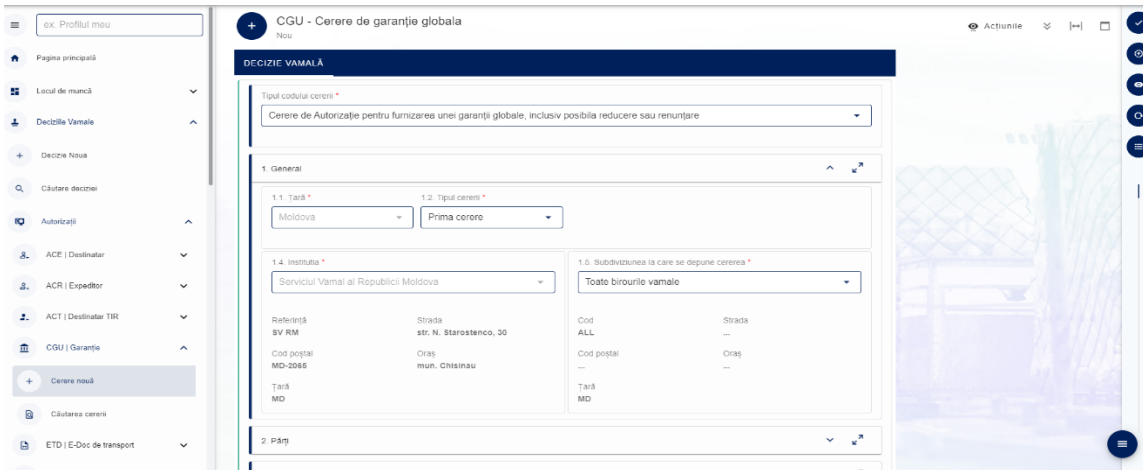 ex. Profilul meu
Pagina principală
Locul de muncă
Deciziile Vamale
Decizie Noua
Căutare deciziei
Autorizații
ACE | Destinatar
ACR | Expeditor
ACT | Destinatar TIR
CGU | Garanție
Cerere nouă
Căutarea cererii
ETD | E-Doc de transport
CGU - Cerere de garanție globala
Nou
Acțiunile
DECIZIE VAMALĂ
Tipul codului cererii *
Cerere de Autorizație pentru furnizarea unei garanții globale, inclusiv posibila reducere sau renunțare
1. General
1.1. Țară * 1.2. Tipul cererii *
Moldova Prima cerere
1.4. Institutia *
Serviciul Vamal al Republicii Moldova
Referință Strada
SV RM str. N. Starostenco, 30
Cod poștal Oraș
MD-2065 mun. Chisinau
Țară
MD
1.5. Subdiviziunea la care se depune cererea *
Toate birourile vamale
Cod Strada
ALL ...
Cod poștal Oraș
... ...
Țară
MD
2. Părți